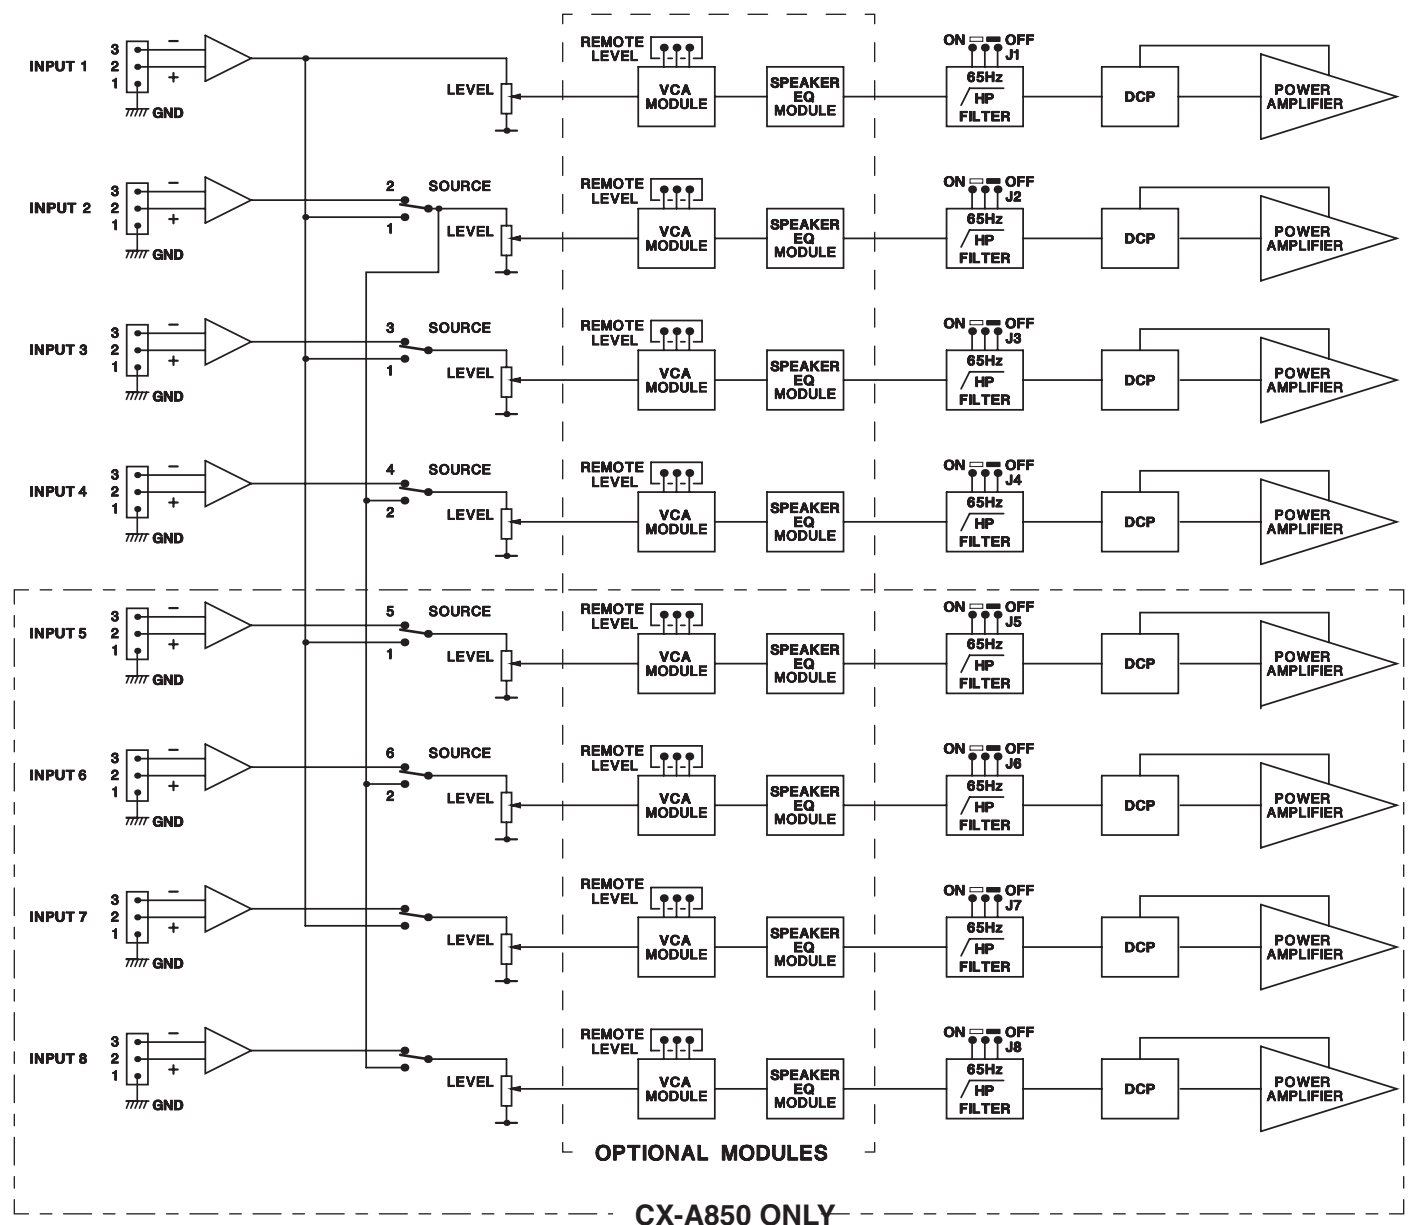 INPUT 1
3
2
1
−
+
GND
LEVEL
REMOTE
LEVEL
VCA
MODULE
SPEAKER
EQ
MODULE
ON OFF
J1
65Hz
HP
FILTER
DCP
POWER
AMPLIFIER
INPUT 2
3
2
1
−
+
GND
2
SOURCE
1
LEVEL
REMOTE
LEVEL
VCA
MODULE
SPEAKER
EQ
MODULE
ON OFF
J2
65Hz
HP
FILTER
DCP
POWER
AMPLIFIER
INPUT 3
3
2
1
−
+
GND
3
SOURCE
1
LEVEL
REMOTE
LEVEL
VCA
MODULE
SPEAKER
EQ
MODULE
ON OFF
J3
65Hz
HP
FILTER
DCP
POWER
AMPLIFIER
INPUT 4
3
2
1
−
+
GND
4
SOURCE
2
LEVEL
REMOTE
LEVEL
VCA
MODULE
SPEAKER
EQ
MODULE
ON OFF
J4
65Hz
HP
FILTER
DCP
POWER
AMPLIFIER
INPUT 5
3
2
1
−
+
GND
5
SOURCE
1
LEVEL
REMOTE
LEVEL
VCA
MODULE
SPEAKER
EQ
MODULE
ON OFF
J5
65Hz
HP
FILTER
DCP
POWER
AMPLIFIER
INPUT 6
3
2
1
−
+
GND
6
SOURCE
2
LEVEL
REMOTE
LEVEL
VCA
MODULE
SPEAKER
EQ
MODULE
ON OFF
J6
65Hz
HP
FILTER
DCP
POWER
AMPLIFIER
INPUT 7
3
2
1
−
+
GND
LEVEL
REMOTE
LEVEL
VCA
MODULE
SPEAKER
EQ
MODULE
ON OFF
J7
65Hz
HP
FILTER
DCP
POWER
AMPLIFIER
INPUT 8
3
2
1
−
+
GND
LEVEL
REMOTE
LEVEL
VCA
MODULE
SPEAKER
EQ
MODULE
ON OFF
J8
65Hz
HP
FILTER
DCP
POWER
AMPLIFIER
OPTIONAL MODULES
CX-A850 ONLY